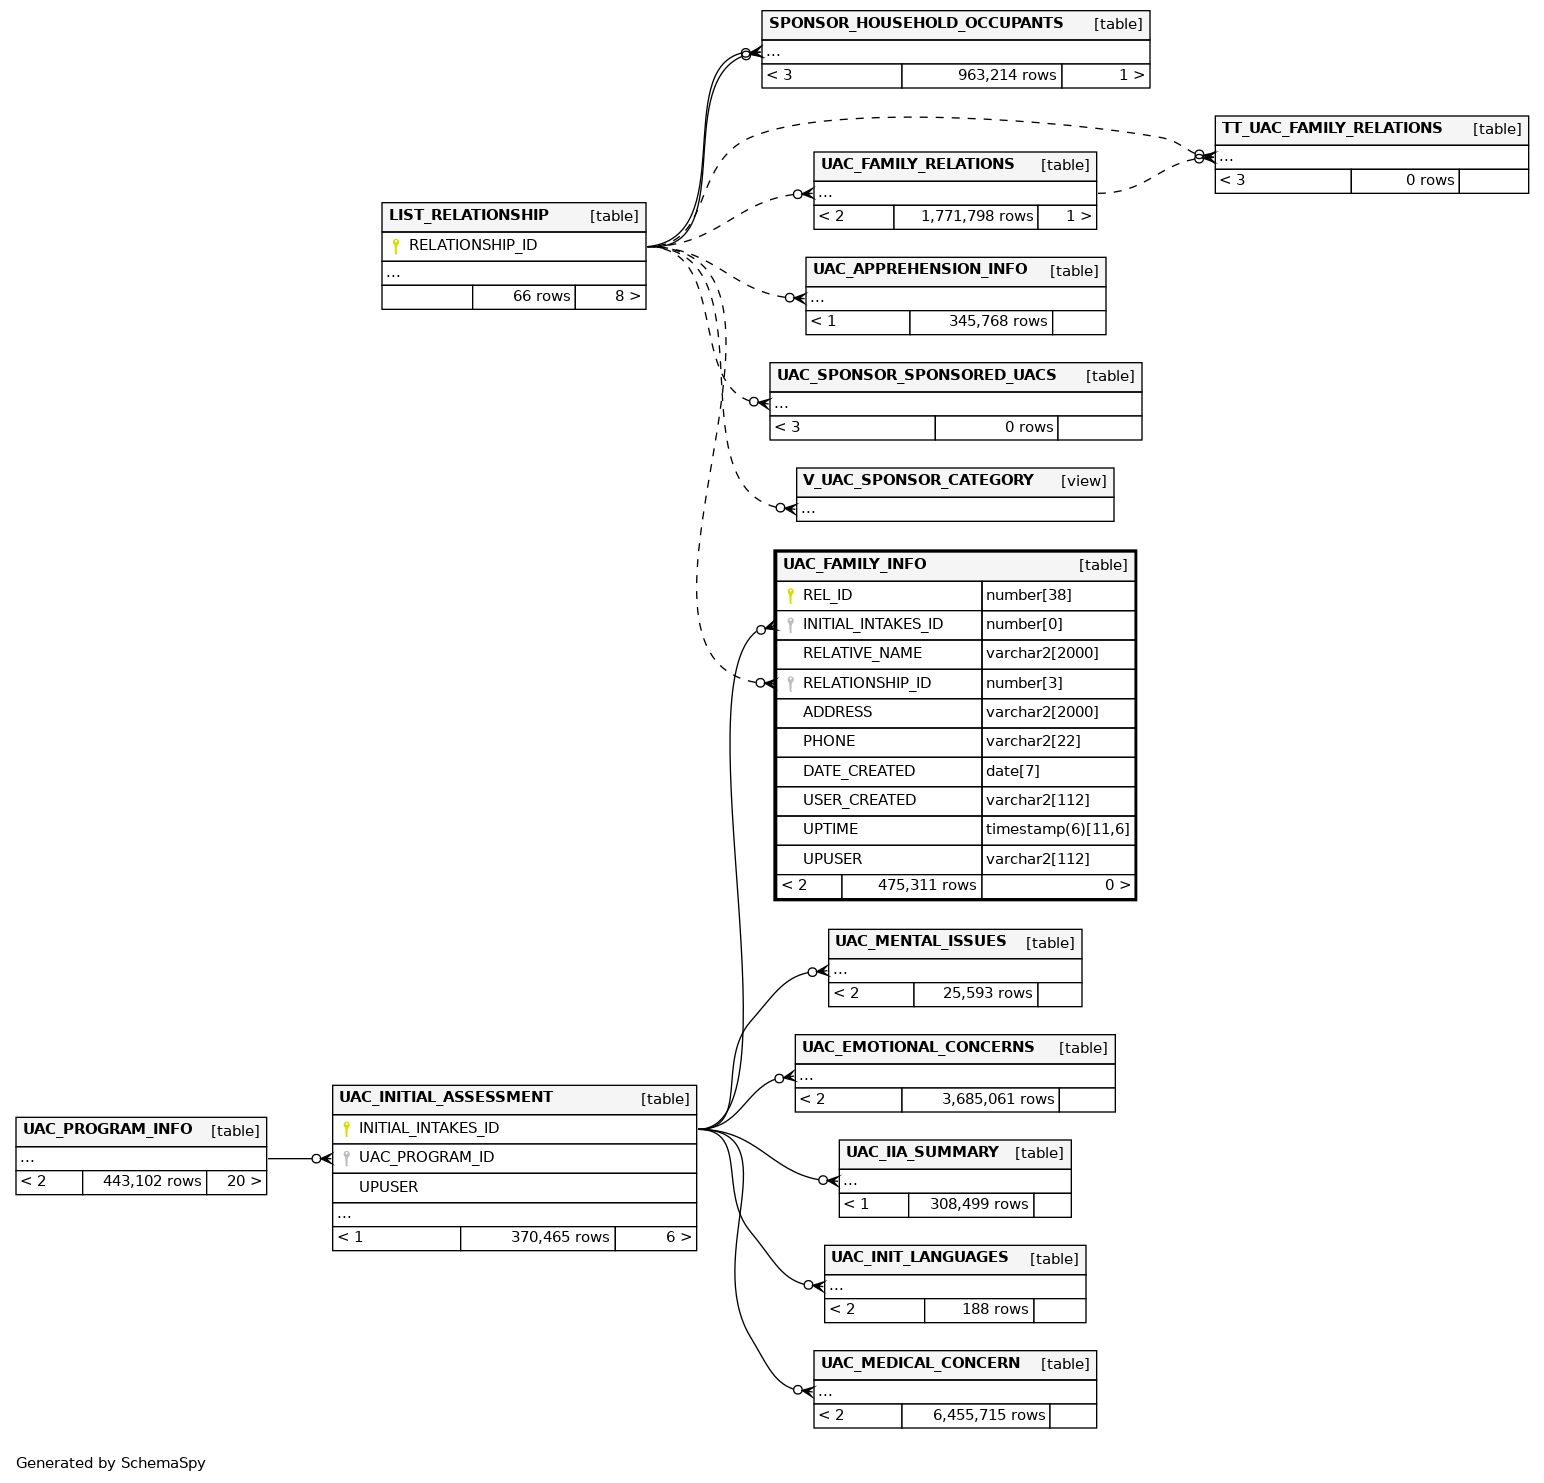 SPONSOR_HOUSEHOLD_OCCUPANTS [table]
...
< 3 963,214 rows 1 >
TT_UAC_FAMILY_RELATIONS [table]
...
< 3 0 rows
UAC_FAMILY_RELATIONS [table]
...
< 2 1,771,798 rows 1 >
LIST_RELATIONSHIP [table]
RELATIONSHIP_ID
...
66 rows 8 >
UAC_APPREHENSION_INFO [table]
...
< 1 345,768 rows
UAC_SPONSOR_SPONSORED_UACS [table]
...
< 3 0 rows
V_UAC_SPONSOR_CATEGORY [view]
...
UAC_FAMILY_INFO [table]
REL_ID number[38]
INITIAL_INTAKES_ID number[0]
RELATIVE_NAME varchar2[2000]
RELATIONSHIP_ID number[3]
ADDRESS varchar2[2000]
PHONE varchar2[22]
DATE_CREATED date[7]
USER_CREATED varchar2[112]
UPTIME timestamp(6)[11,6]
UPUSER varchar2[112]
< 2 475,311 rows 0 >
UAC_MENTAL_ISSUES [table]
...
< 2 25,593 rows
UAC_EMOTIONAL_CONCERNS [table]
...
< 2 3,685,061 rows
UAC_PROGRAM_INFO [table]
...
< 2 443,102 rows 20 >
UAC_INITIAL_ASSESSMENT [table]
INITIAL_INTAKES_ID
UAC_PROGRAM_ID
UPUSER
...
< 1 370,465 rows 6 >
UAC_IIA_SUMMARY [table]
...
< 1 308,499 rows
UAC_INIT_LANGUAGES [table]
...
< 2 188 rows
UAC_MEDICAL_CONCERN [table]
...
< 2 6,455,715 rows
Generated by SchemaSpy